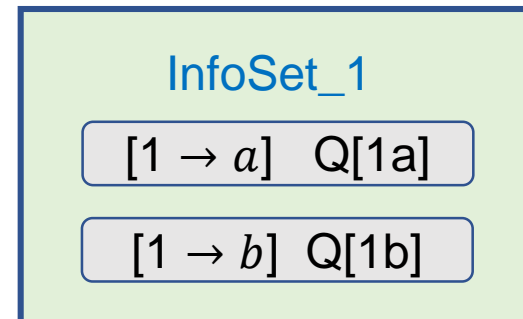 InfoSet_1
[1 → a] Q[1a]
[1 → b] Q[1b]